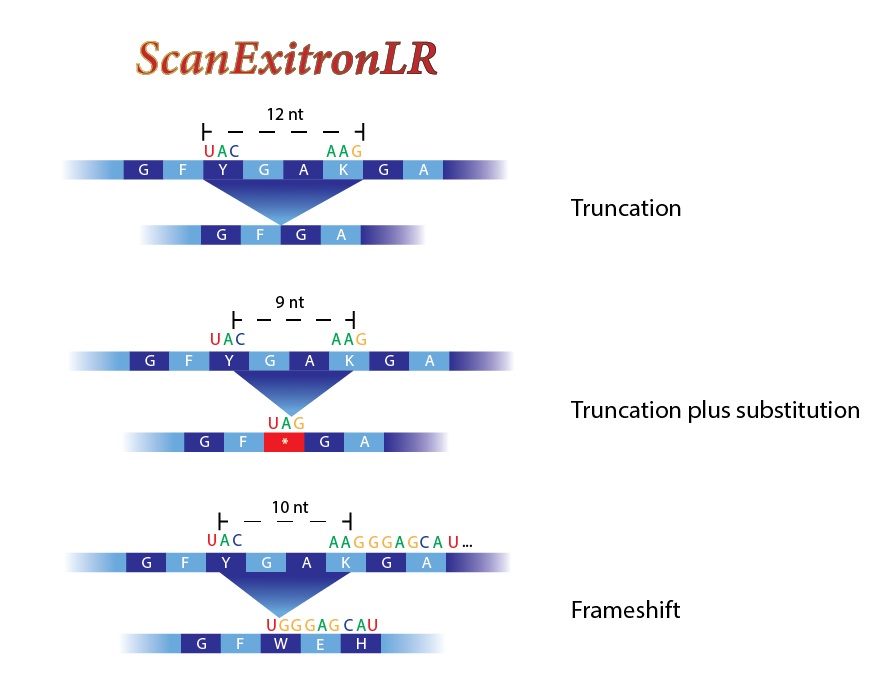 ScanExitronLR
12 nt
UAC AAG
G F Y G A K G A
Truncation
G F G A
9 nt
UAC AAG
G F Y G A K G A
Truncation plus substitution
UAG
G F * G A
10 nt
UAC AAGGGAGCAU...
G F Y G A K G A
Frameshift
UGGGAGCAU
G F W E H